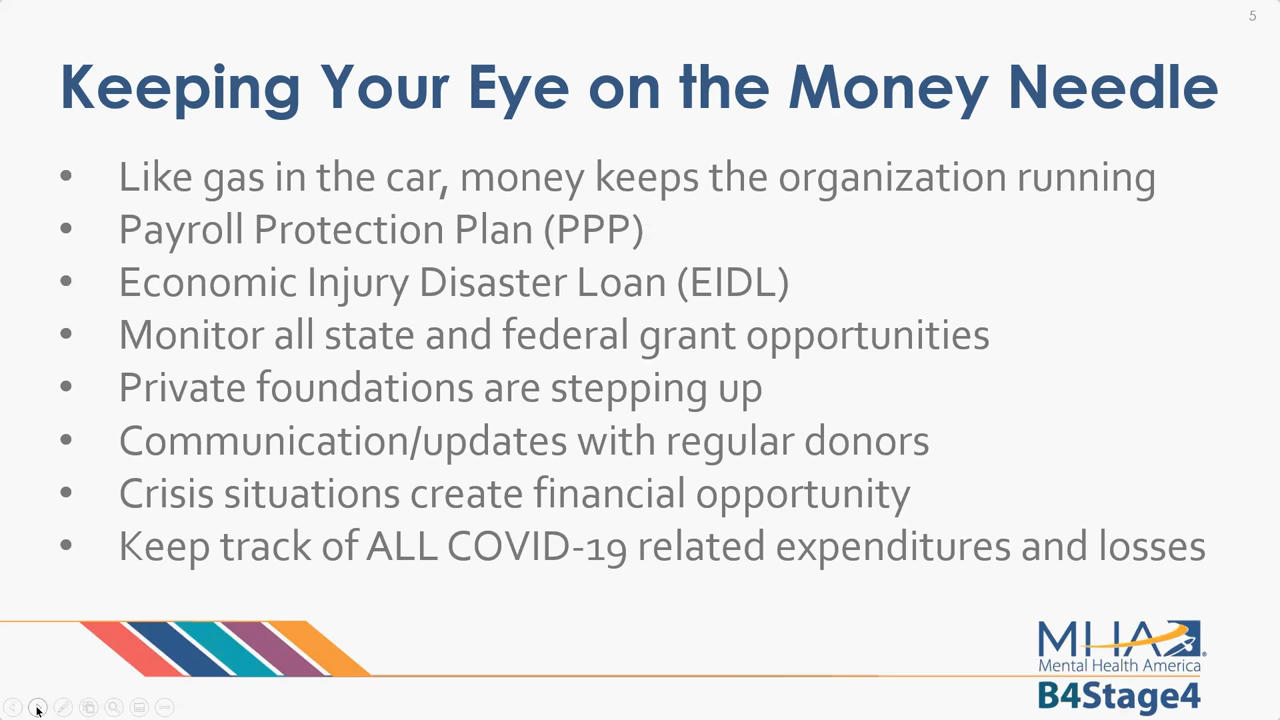 5
Keeping Your Eye on the Money Needle
• Like gas in the car, money keeps the organization running
• Payroll Protection Plan (PPP)
• Economic Injury Disaster Loan (EIDL)
• Monitor all state and federal grant opportunities
• Private foundations are stepping up
• Communication/updates with regular donors
• Crisis situations create financial opportunity
• Keep track of ALL COVID-19 related expenditures and losses
MHA®
Mental Health America
B4Stage4